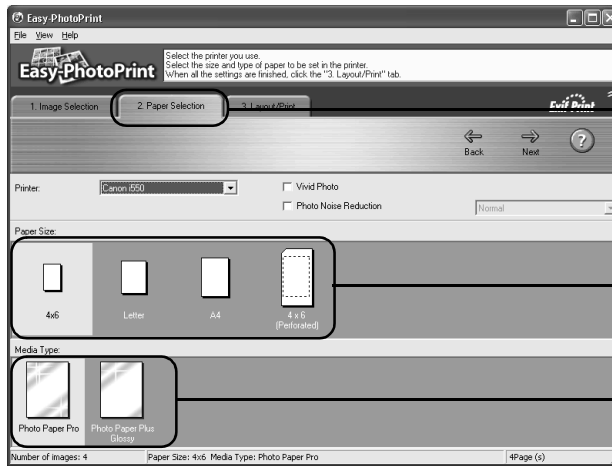 Easy-PhotoPrint
File View Help
Easy-PhotoPrint
Select the printer you use.
Select the size and type of paper to be set in the printer.
When all the settings are finished, click the "3. Layout/Print" tab.
1. Image Selection
2. Paper Selection
3. Layout/Print
Exif Print
Back
Next
?
Printer:
Canon i550
Vivid Photo
Photo Noise Reduction
Normal
Paper Size:
4x6
Letter
A4
4 x 6
(Perforated)
Media Type:
Photo Paper Pro
Photo Paper Plus
Glossy
Number of images: 4
Paper Size: 4x6 Media Type: Photo Paper Pro
4Page (s)